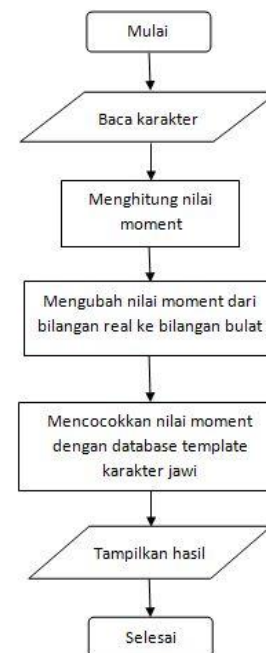 Mulai
Baca karakter
Menghitung nilai
moment
Mengubah nilai moment dari
bilangan real ke bilangan bulat
Mencocokkan nilai moment
dengan database template
karakter jawi
Tampilkan hasil
Selesai